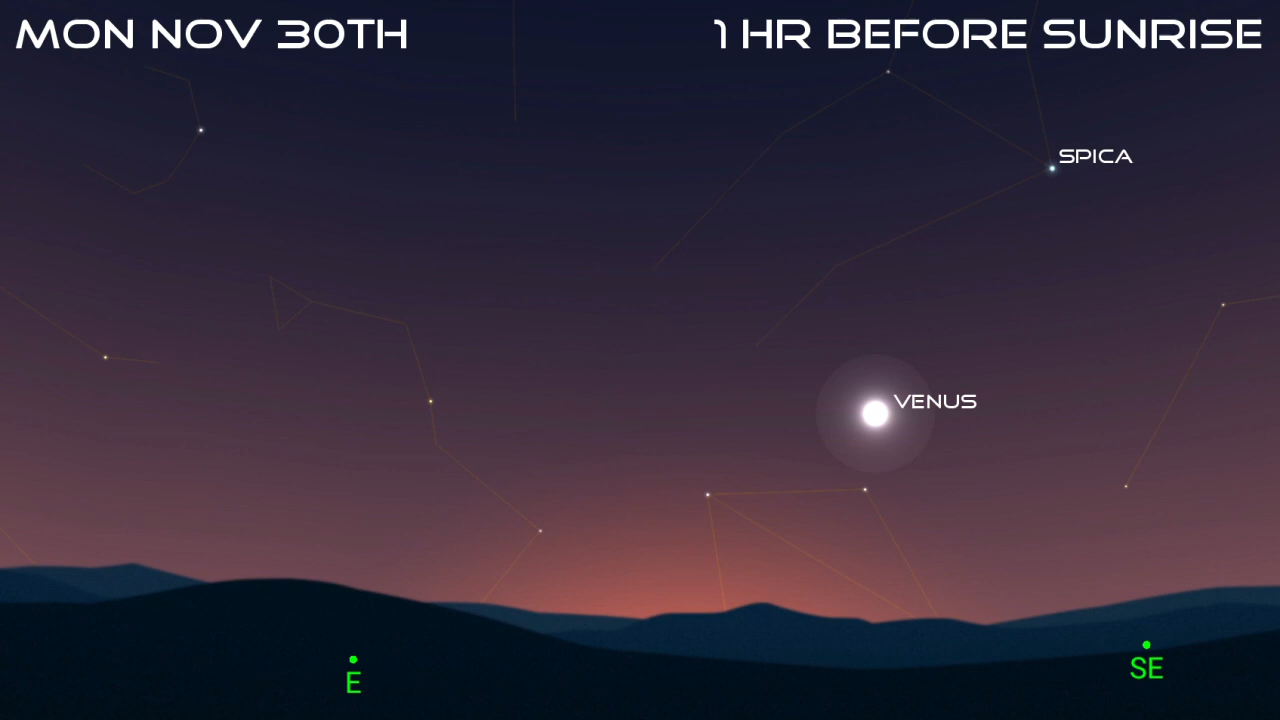 MON NOV 30TH
1 HR BEFORE SUNRISE
SPICA
VENUS
E
SE